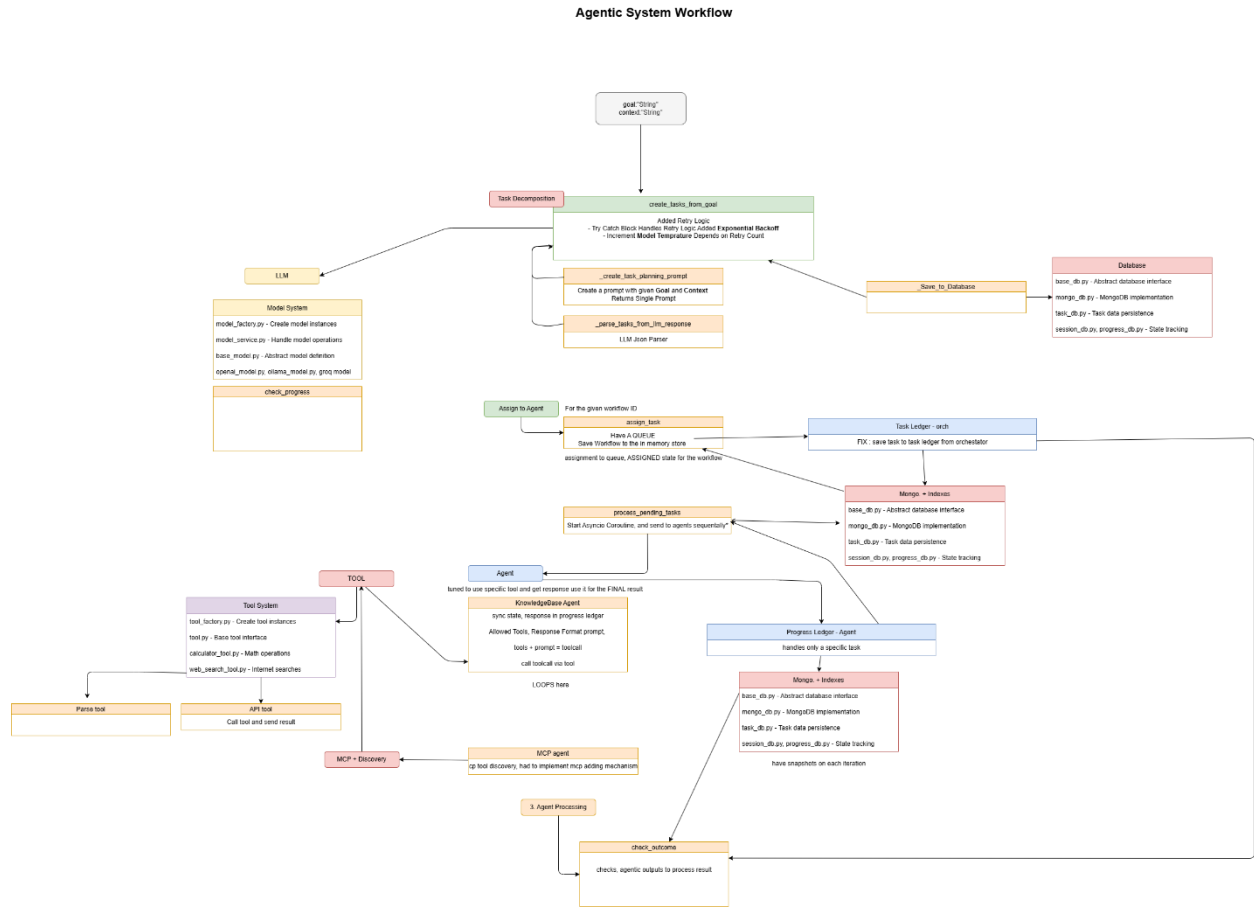 Agentic System Workflow
goal:"String"
context:"String"
Task Decomposition
create_tasks_from_goal
Added Retry Logic
- Try Catch Block Handles Retry Logic Added Exponential Backoff
- Increment Model Temprature Depends on Retry Count
LLM
Model System
model_factory.py - Create model instances
model_service.py - Handle model operations
base_model.py - Abstract model definition
openai_model.py, ollama_model.py, groq model
check_progress
_create_task_planning_prompt
Create a prompt with given Goal and Context
Returns Single Prompt
_parse_tasks_from_llm_response
LLM Json Parser
_Save_to_Database
Database
base_db.py - Abstract database interface
mongo_db.py - MongoDB implementation
task_db.py - Task data persistence
session_db.py, progress_db.py - State tracking
Assign to Agent
For the given workflow ID
assign_task
Have A QUEUE
Save Workflow to the in memory store
assignment to queue, ASSIGNED state for the workflow
Task Ledger - orch
FIX : save task to task ledger from orchestrator
Mongo + Indexes
base_db.py - Abstract database interface
mongo_db.py - MongoDB implementation
task_db.py - Task data persistence
session_db.py, progress_db.py - State tracking
process_pending_tasks
Start Asyncio Coroutine, and send to agents sequentally"
Agent
tuned to use specific tool and get response use it for the FINAL result
KnowledgeBase Agent
sync state, response in progress ledger
Allowed Tools, Response Format prompt,
tools + prompt = toolcall
call toolcall via tool
LOOPS here
TOOL
Tool System
tool_factory.py - Create tool instances
tool.py - Base tool interface
calculator_tool.py - Math operations
web_search_tool.py - Internet searches
Parse tool
API tool
Call tool and send result
Progress Ledger - Agent
handles only a specific task
Mongo + Indexes
base_db.py - Abstract database interface
mongo_db.py - MongoDB implementation
task_db.py - Task data persistence
session_db.py, progress_db.py - State tracking
have snapshots on each iteration
MCP + Discovery
MCP agent
cp tool discovery, had to implement mcp adding mechanism
3. Agent Processing
check_outcome
checks, agentic outputs to process result